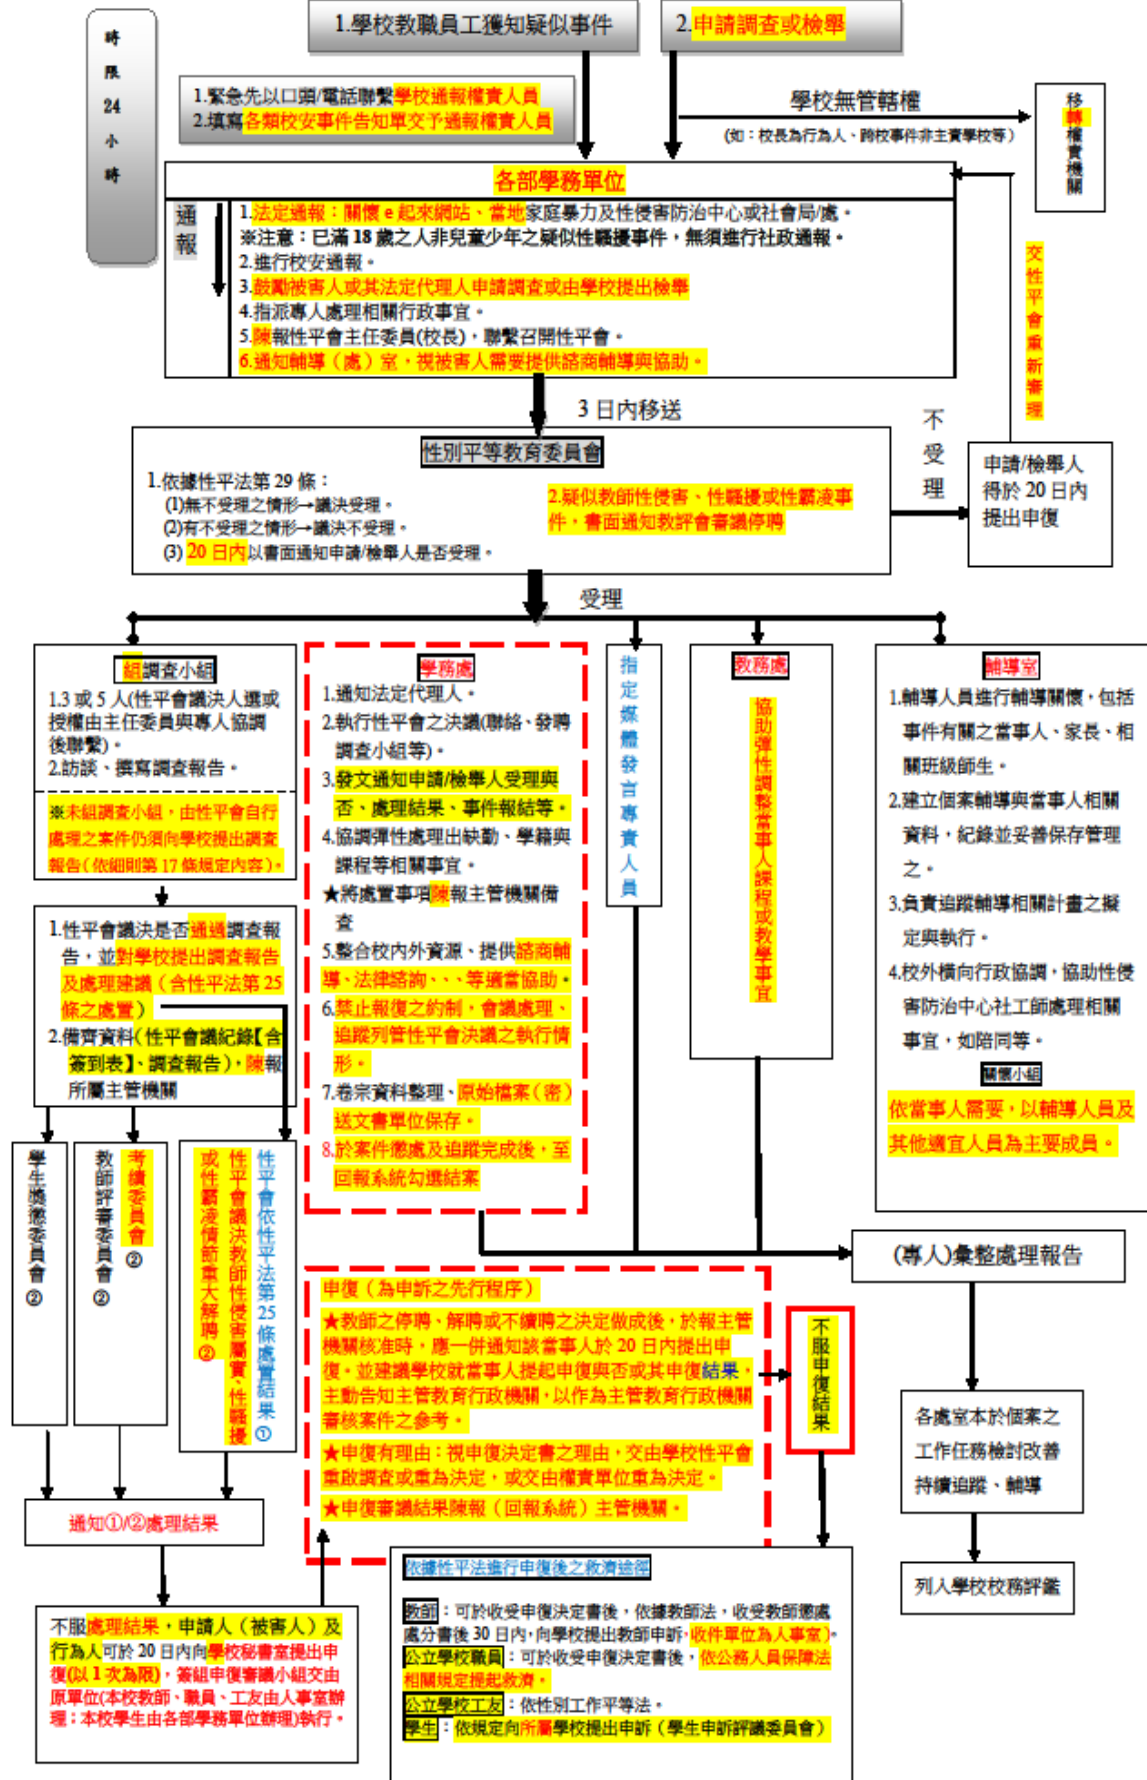 時限24小時
1.學校教職員工獲知疑似事件
2.申請調查或檢舉
1.緊急先以口頭/電話聯繫學校通報權責人員
2.填寫各類校安事件告知單交予通報權責人員
學校無管轄權
(如：校長為行為人、跨校事件非主責學校等)
移轉權責機關
各部學務單位
通報
1.法定通報：關懷 e 起來網站、當地家庭暴力及性侵害防治中心或社會局/處。
※注意：已滿 18 歲之人非兒童少年之疑似性騷擾事件，無須進行社政通報。
2.進行校安通報。
3.鼓勵被害人或其法定代理人申請調查或由學校提出檢舉
4.指派專人處理相關行政事宜。
5.陳報性平會主任委員(校長)，聯繫召開性平會。
6.通知輔導（處）室，視被害人需要提供諮商輔導與協助。
交性平會重新審理
3 日內移送
性別平等教育委員會
1.依據性平法第 29 條：
(1)無不受理之情形→議決受理。
(2)有不受理之情形→議決不受理。
(3) 20 日內以書面通知申請/檢舉人是否受理。
2.疑似教師性侵害、性騷擾或性霸凌事
件，書面通知教評會審議停聘
不受理
申請/檢舉人
得於 20 日內
提出申復
受理
組調查小組
1.3 或 5 人(性平會議決人選或
授權由主任委員與專人協調
後聯繫)。
2.訪談、撰寫調查報告。
※未組調查小組，由性平會自行
處理之案件仍須向學校提出調查
報告(依細則第 17 條規定內容)。
1.性平會議決是否通過調查報
告，並對學校提出調查報告
及處理建議（含性平法第 25
條之處置）
2.備齊資料(性平會議紀錄【含
簽到表】、調查報告)，陳報
所屬主管機關
學生獎懲委員會②
教師評審委員會②
考績委員會②
性平會依性平法第25條處置結果①
性平會議決教師性侵害屬實、性騷擾
或性霸凌情節重大解聘②
通知①/②處理結果
不服處理結果，申請人（被害人）及
行為人可於 20 日內向學校秘書室提出申
復(以 1 次為限)，簽組申復審議小組交由
原單位(本校教師、職員、工友由人事室辦
理；本校學生由各部學務單位辦理)執行。
學務處
1.通知法定代理人。
2.執行性平會之決議(聯絡、發聘
調查小組等)。
3.發文通知申請/檢舉人受理與
否、處理結果、事件報結等。
4.協調彈性處理出缺勤、學籍與
課程等相關事宜。
★將處置事項陳報主管機關備
查
5.整合校內外資源、提供諮商輔
導、法律諮詢、、、等適當協助。
6.禁止報復之約制，會議處理、
追蹤列管性平會決議之執行情
形。
7.卷宗資料整理、原始檔案（密）
送文書單位保存。
8.於案件懲處及追蹤完成後，至
回報系統勾選結案
指定媒體發言專責人員
教務處
協助彈性調整當事人課程或教學事宜
輔導室
1.輔導人員進行輔導關懷，包括
事件有關之當事人、家長、相
關班級師生。
2.建立個案輔導與當事人相關
資料，紀錄並妥善保存管理
之。
3.負責追蹤輔導相關計畫之擬
定與執行。
4.校外橫向行政協調，協助性侵
害防治中心社工師處理相關
事宜，如陪同等。
關懷小組
依當事人需要，以輔導人員及
其他適宜人員為主要成員。
(專人)彙整處理報告
各處室本於個案之
工作任務檢討改善
持續追蹤、輔導
列入學校校務評鑑
申復（為申訴之先行程序）
★教師之停聘、解聘或不續聘之決定做成後，於報主管
機關核准時，應一併通知該當事人於 20 日內提出申
復。並建議學校就當事人提起申復與否或其申復結果，
主動告知主管教育行政機關，以作為主管教育行政機關
審核案件之參考。
★申復有理由：視申復決定書之理由，交由學校性平會
重啟調查或重為決定，或交由權責單位重為決定。
★申復審議結果陳報（回報系統）主管機關。
不服申復結果
依據性平法進行申復後之救濟途徑
教師：可於收受申復決定書後，依據教師法，收受教師懲處
處分書後 30 日內，向學校提出教師申訴，收件單位為人事室）。
公立學校職員：可於收受申復決定書後，依公務人員保障法
相關規定提起救濟。
公立學校工友：依性別工作平等法。
學生：依規定向所屬學校提出申訴（學生申訴評議委員會）